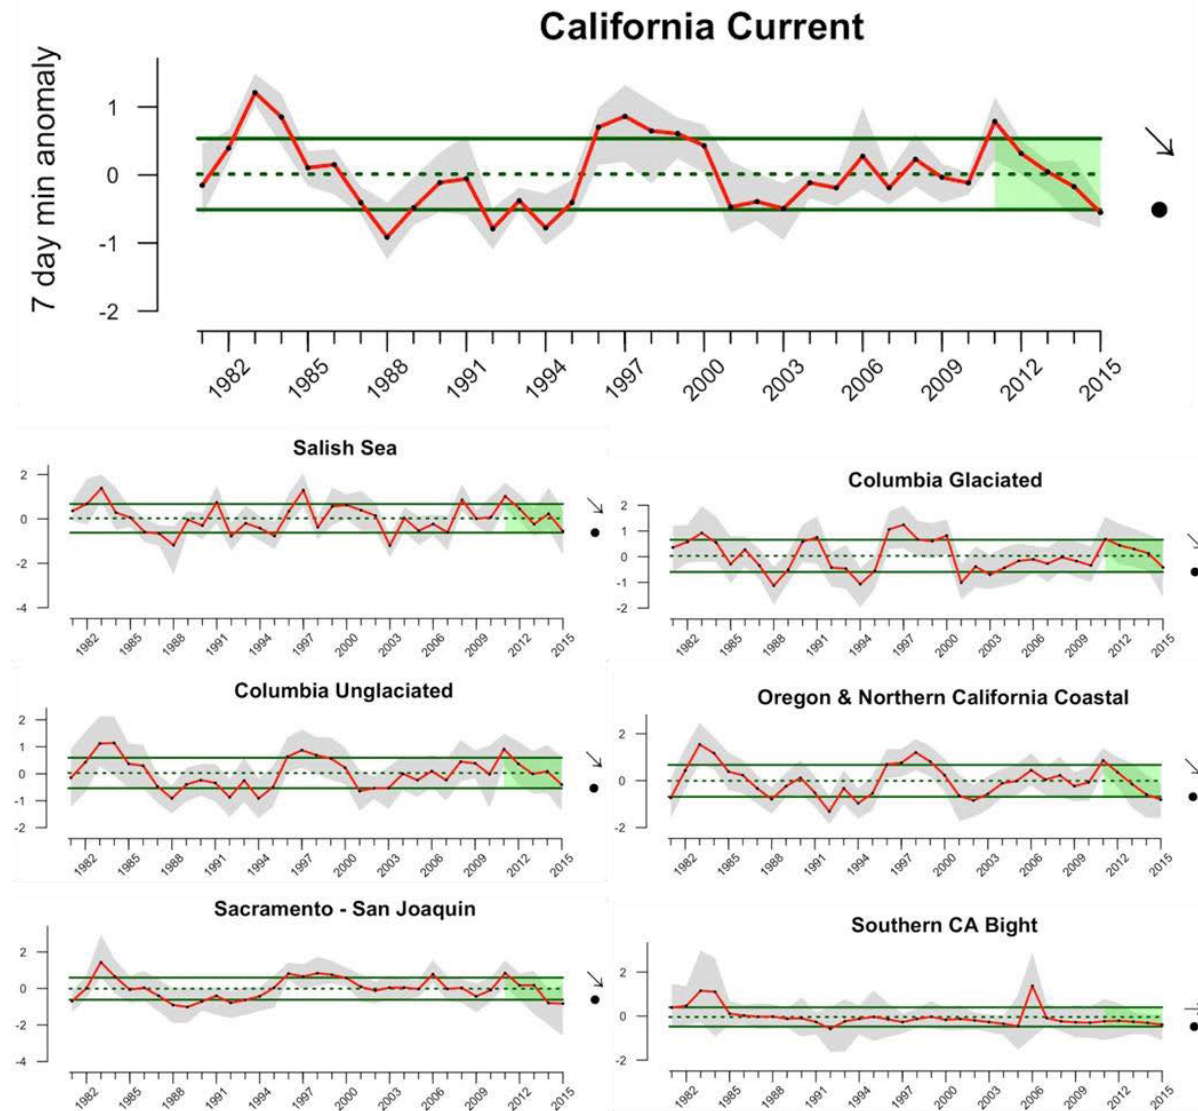 California Current
7 day min anomaly
1
0
-1
-2
1982 1985 1988 1991 1994 1997 2000 2003 2006 2009 2012 2015
Salish Sea
2
0
-2
-4
1982 1985 1988 1991 1994 1997 2000 2003 2006 2009 2012 2015
Columbia Glaciated
2
1
0
-1
-2
1982 1985 1988 1991 1994 1997 2000 2003 2006 2009 2012 2015
Columbia Unglaciated
2
1
0
-1
-2
1982 1985 1988 1991 1994 1997 2000 2003 2006 2009 2012 2015
Oregon & Northern California Coastal
2
0
-2
1982 1985 1988 1991 1994 1997 2000 2003 2006 2009 2012 2015
Sacramento - San Joaquin
2
0
-2
-4
1982 1985 1988 1991 1994 1997 2000 2003 2006 2009 2012 2015
Southern CA Bight
2
0
-2
1982 1985 1988 1991 1994 1997 2000 2003 2006 2009 2012 2015